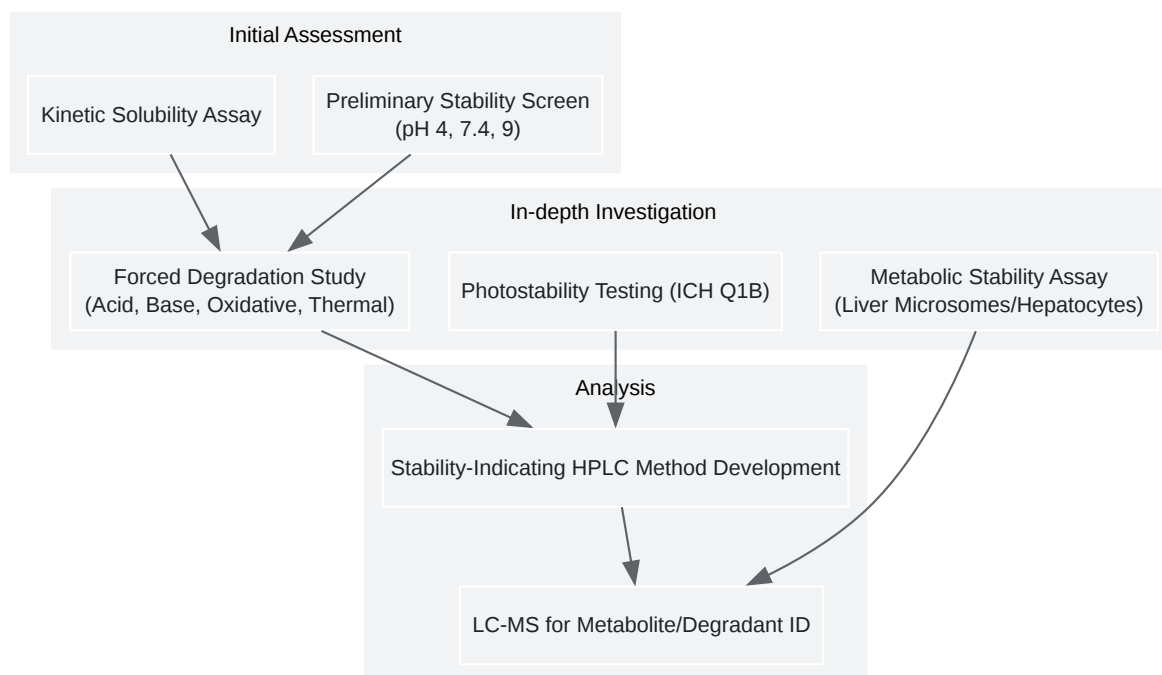 Initial Assessment
Kinetic Solubility Assay
Preliminary Stability Screen
(pH 4, 7.4, 9)
In-depth Investigation
Forced Degradation Study
(Acid, Base, Oxidative, Thermal)
Photostability Testing (ICH Q1B)
Metabolic Stability Assay
(Liver Microsomes/Hepatocytes)
Analysis
Stability-Indicating HPLC Method Development
LC-MS for Metabolite/Degradant ID